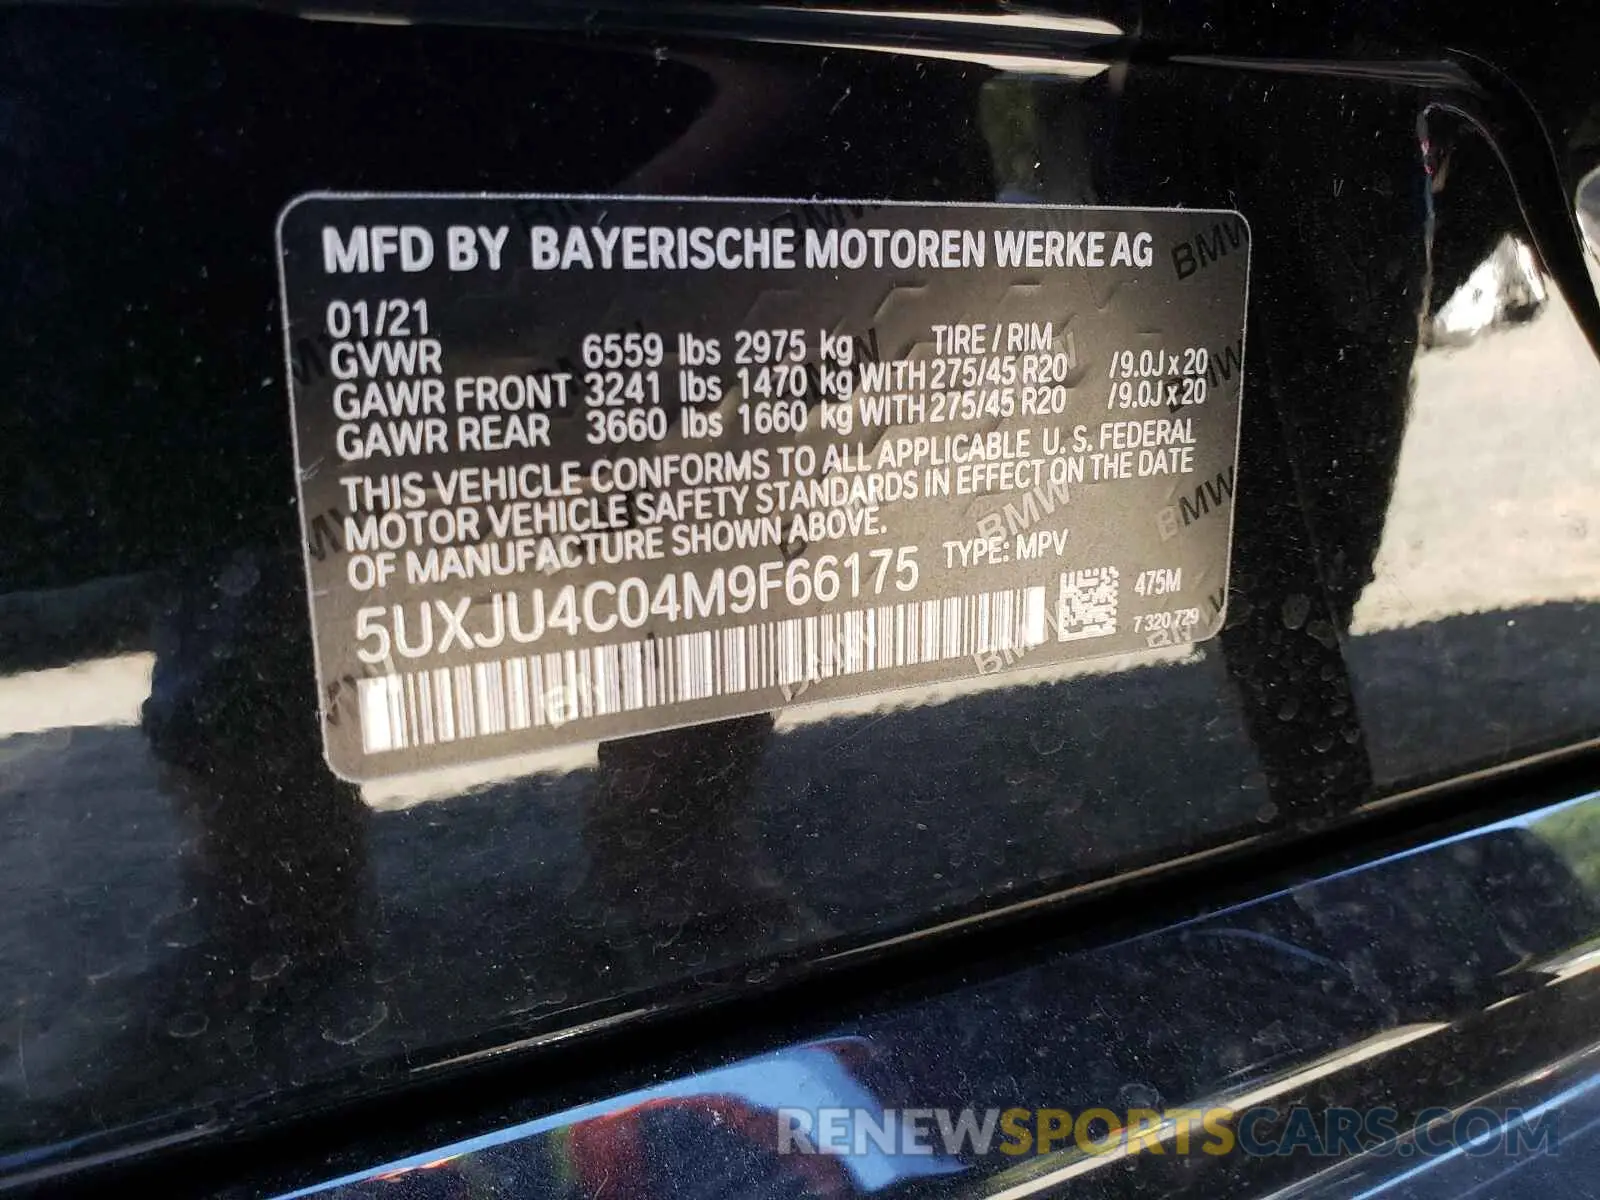 MFD BY BAYERISCHE MOTOREN WERKE AG
01/21
GVWR 6559 lbs 2975 kg TIRE / RIM
GAWR FRONT 3241 lbs 1470 kg WITH 275/45 R20 /9.0J x 20
GAWR REAR 3660 lbs 1660 kg WITH 275/45 R20 /9.0J x 20
THIS VEHICLE CONFORMS TO ALL APPLICABLE U. S. FEDERAL
MOTOR VEHICLE SAFETY STANDARDS IN EFFECT ON THE DATE
OF MANUFACTURE SHOWN ABOVE.
5UXJU4C04M9F66175 TYPE: MPV
475M
7 320 729
RENEWSPORTSCARS.COM